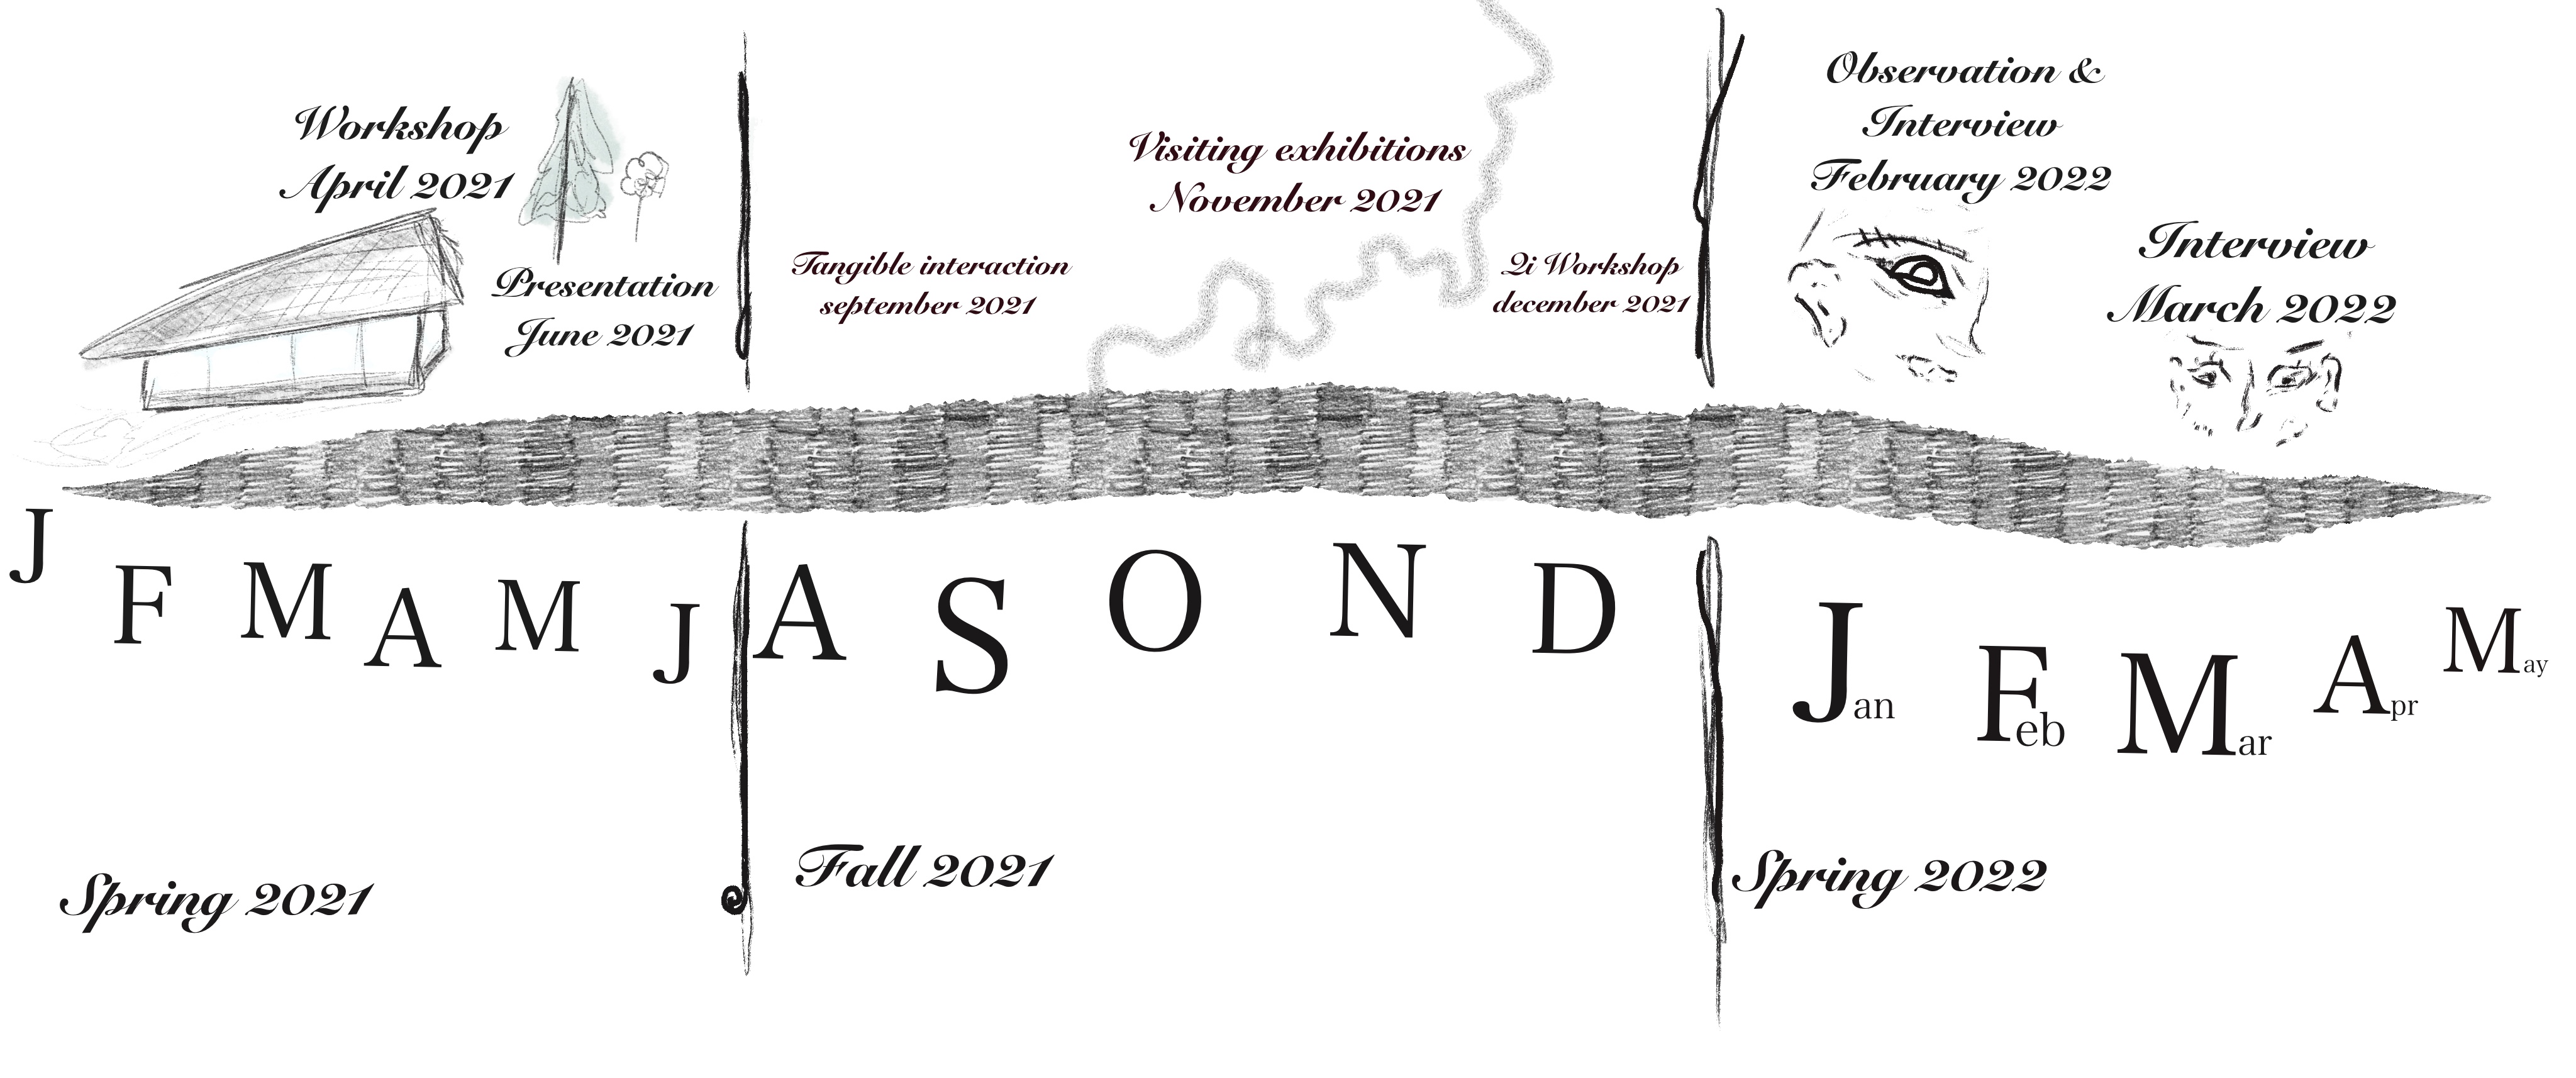 Workshop
April 2021
Presentation
June 2021
Tangible interaction
september 2021
Visiting exhibitions
November 2021
2i Workshop
december 2021
Observation &
Interview
February 2022
Interview
March 2022
J F M A M J A S O N D Jan Feb Mar Apr May
Spring 2021
Fall 2021
Spring 2022